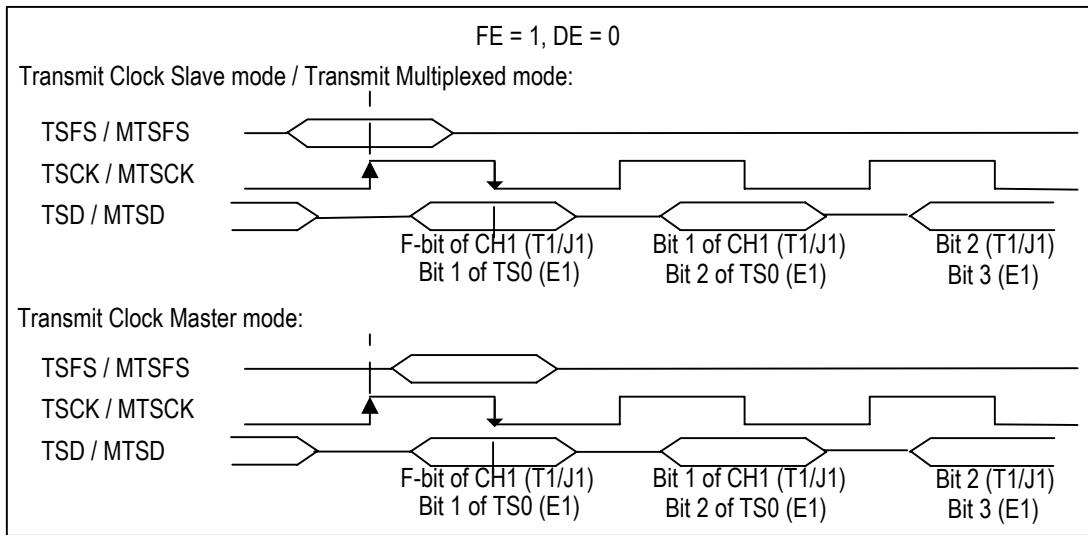 FE = 1, DE = 0
Transmit Clock Slave mode / Transmit Multiplexed mode:
TSFS / MTSFS
TSCK / MTSCK
TSD / MTSD
F-bit of CH1 (T1/J1) Bit 1 of CH1 (T1/J1) Bit 2 (T1/J1)
Bit 1 of TS0 (E1) Bit 2 of TS0 (E1) Bit 3 (E1)
Transmit Clock Master mode:
TSFS / MTSFS
TSCK / MTSCK
TSD / MTSD
F-bit of CH1 (T1/J1) Bit 1 of CH1 (T1/J1) Bit 2 (T1/J1)
Bit 1 of TS0 (E1) Bit 2 of TS0 (E1) Bit 3 (E1)